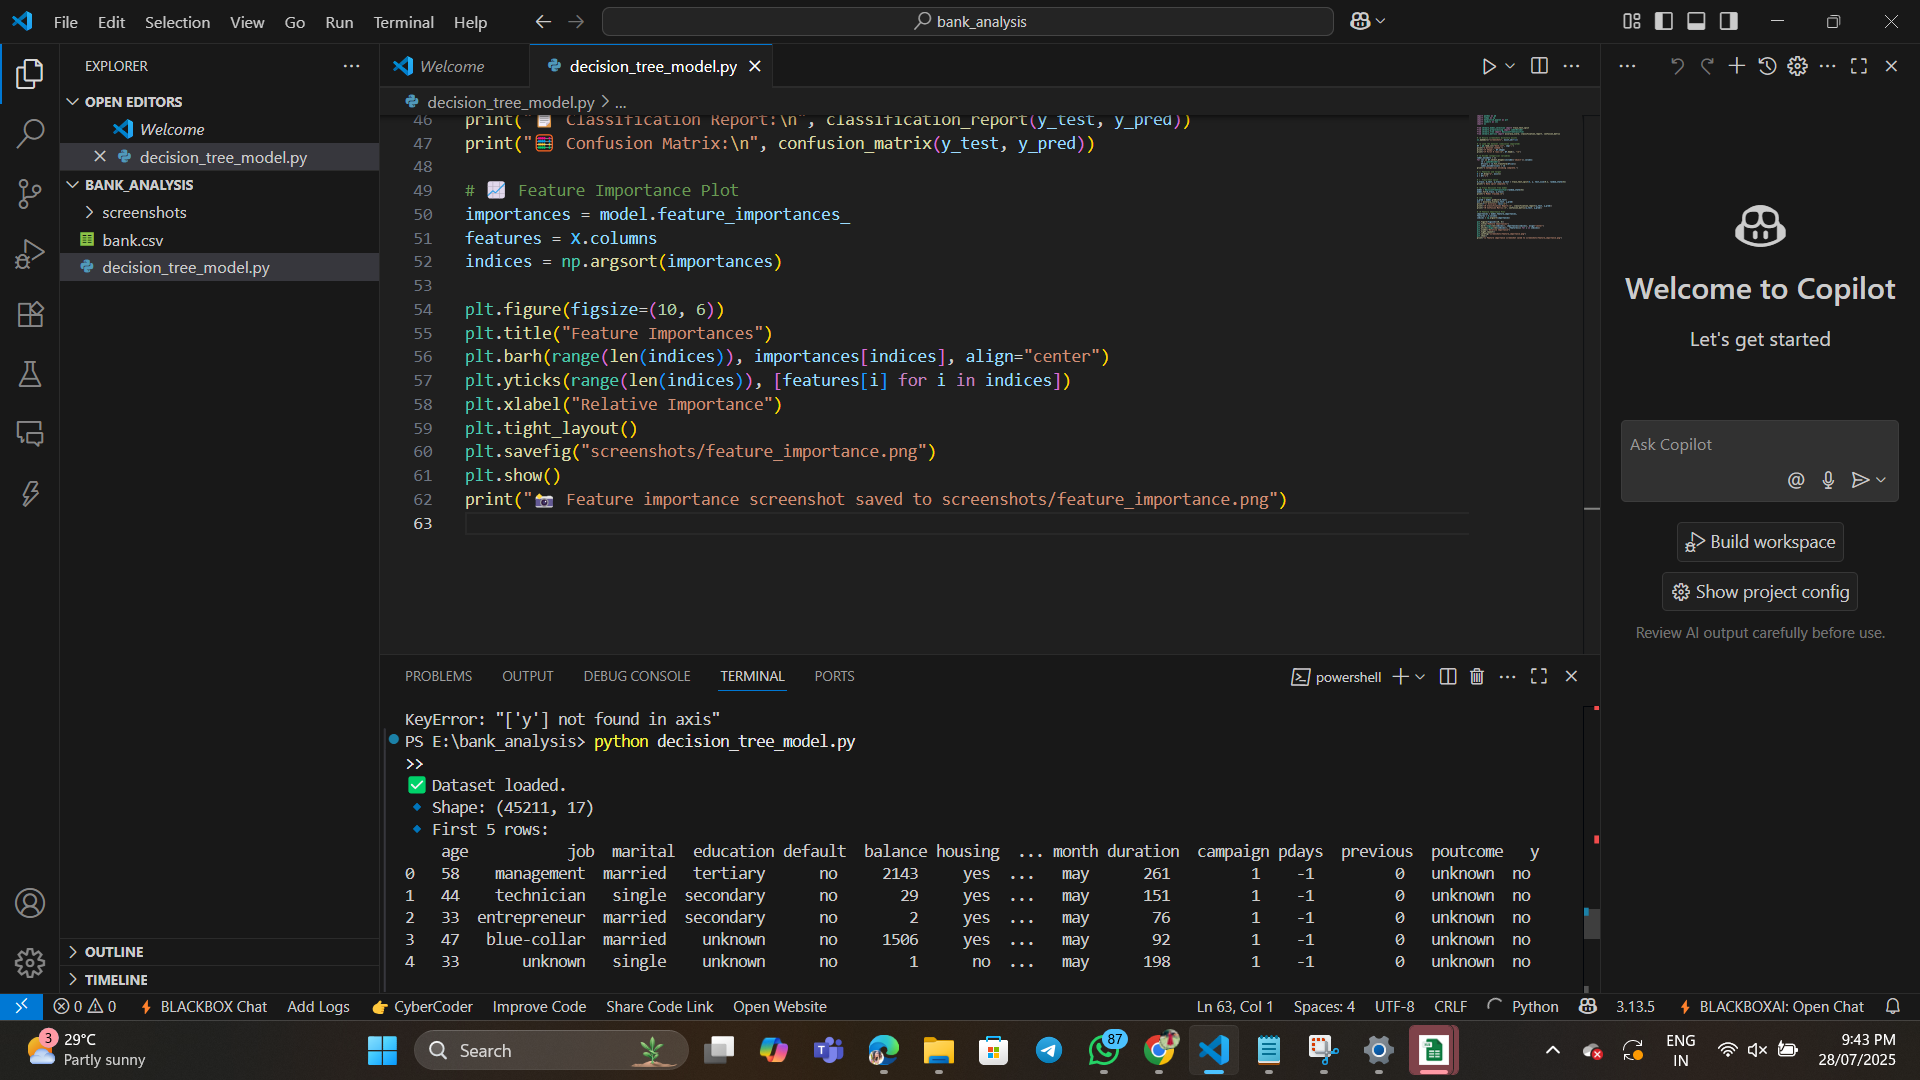 File Edit Selection View Go Run Terminal Help
bank_analysis
EXPLORER
OPEN EDITORS
Welcome
decision_tree_model.py
BANK_ANALYSIS
screenshots
bank.csv
decision_tree_model.py
OUTLINE
TIMELINE
Welcome
decision_tree_model.py
decision_tree_model.py > ...
46 print("📋 Classification Report:\n", classification_report(y_test, y_pred))
47 print("🧮 Confusion Matrix:\n", confusion_matrix(y_test, y_pred))
48
49 # 📈 Feature Importance Plot
50 importances = model.feature_importances_
51 features = X.columns
52 indices = np.argsort(importances)
53
54 plt.figure(figsize=(10, 6))
55 plt.title("Feature Importances")
56 plt.barh(range(len(indices)), importances[indices], align="center")
57 plt.yticks(range(len(indices)), [features[i] for i in indices])
58 plt.xlabel("Relative Importance")
59 plt.tight_layout()
60 plt.savefig("screenshots/feature_importance.png")
61 plt.show()
62 print("📷 Feature importance screenshot saved to screenshots/feature_importance.png")
63
PROBLEMS OUTPUT DEBUG CONSOLE TERMINAL PORTS
powershell
KeyError: "['y'] not found in axis"
PS E:\bank_analysis> python decision_tree_model.py
>>
✅ Dataset loaded.
🔹 Shape: (45211, 17)
🔹 First 5 rows:
age job marital education default balance housing ... month duration campaign pdays previous poutcome y
0 58 management married tertiary no 2143 yes ... may 261 1 -1 0 unknown no
1 44 technician single secondary no 29 yes ... may 151 1 -1 0 unknown no
2 33 entrepreneur married secondary no 2 yes ... may 76 1 -1 0 unknown no
3 47 blue-collar married unknown no 1506 yes ... may 92 1 -1 0 unknown no
4 33 unknown single unknown no 1 no ... may 198 1 -1 0 unknown no
Welcome to Copilot
Let's get started
Ask Copilot
Build workspace
Show project config
Review AI output carefully before use.
0 0 BLACKBOX Chat Add Logs 👉 CyberCoder Improve Code Share Code Link Open Website
Ln 63, Col 1 Spaces: 4 UTF-8 CRLF Python 3.13.5 BLACKBOXAI: Open Chat
3
29°C
Partly sunny
Search
87
ENG
IN
9:43 PM
28/07/2025